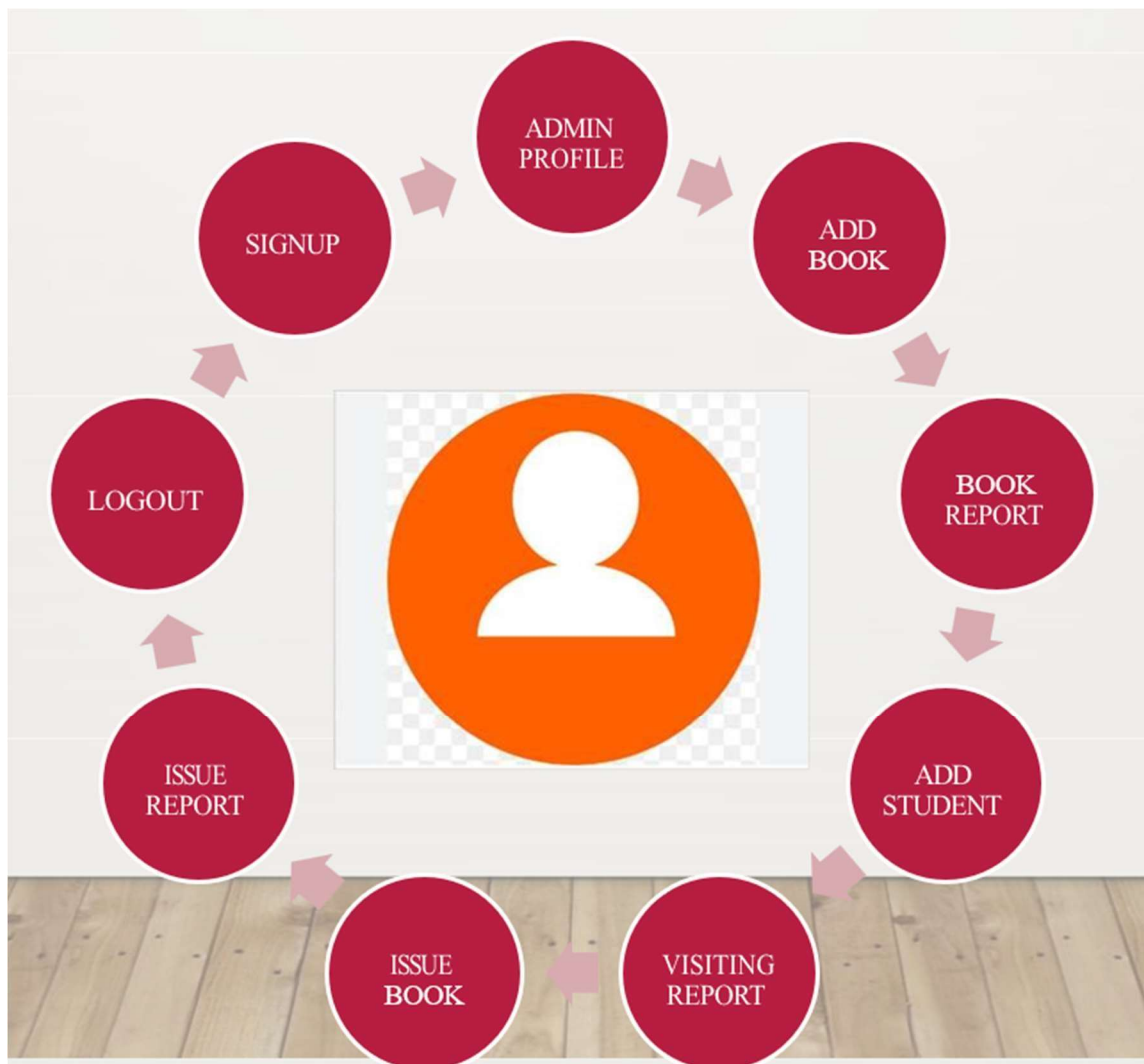 ADMIN
PROFILE
ADD
BOOK
BOOK
REPORT
ADD
STUDENT
VISITING
REPORT
ISSUE
BOOK
ISSUE
REPORT
LOGOUT
SIGNUP